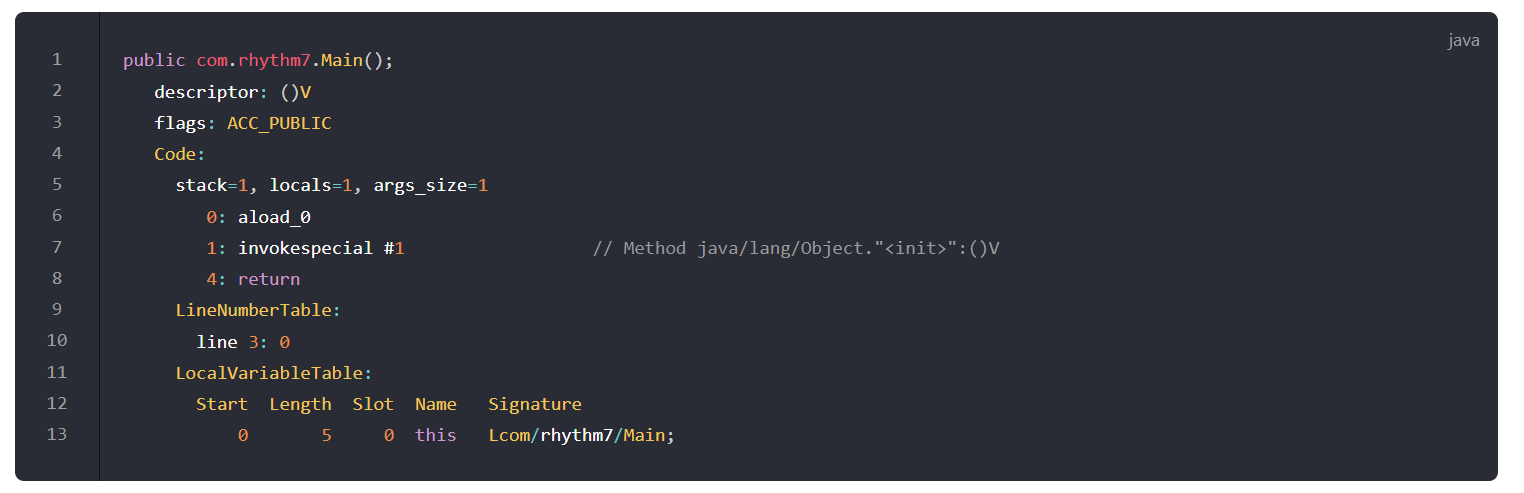 java
1 public com.rhythm7.Main();
2 descriptor: ()V
3 flags: ACC_PUBLIC
4 Code:
5 stack=1, locals=1, args_size=1
6 0: aload_0
7 1: invokespecial #1 // Method java/lang/Object."<init>":()V
8 4: return
9 LineNumberTable:
10 line 3: 0
11 LocalVariableTable:
12 Start Length Slot Name Signature
13 0 5 0 this Lcom/rhythm7/Main;